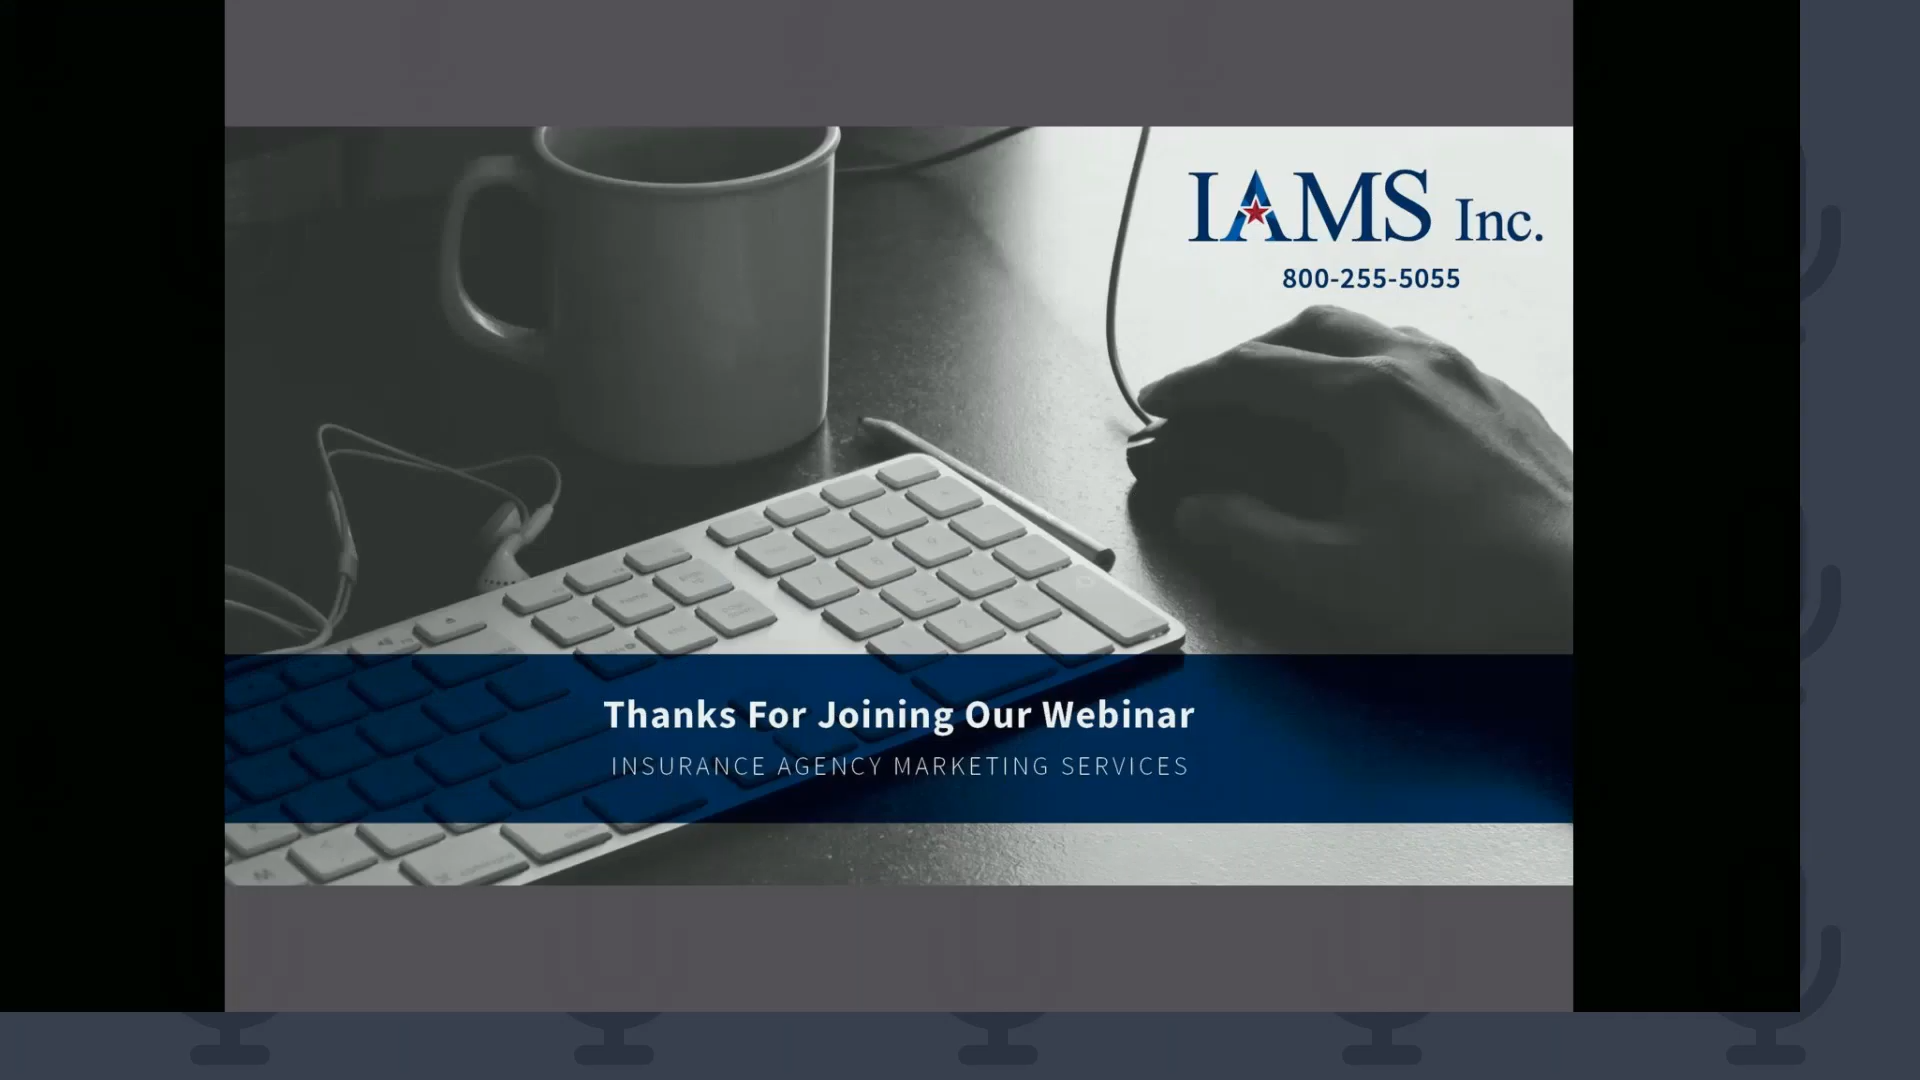 IAMS Inc.
800-255-5055
Thanks For Joining Our Webinar
INSURANCE AGENCY MARKETING SERVICES